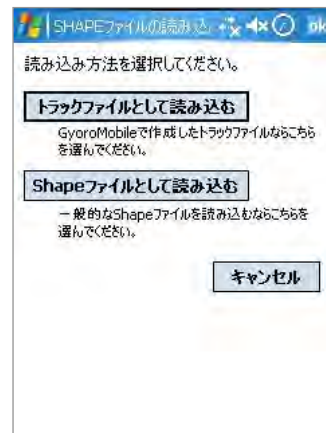 SHAPEファイルの読み込 ok
読み込み方法を選択してください。
トラックファイルとして読み込む
GyoroMobileで作成したトラックファイルならこちら
を選んでください。
Shapeファイルとして読み込む
一般的なShapeファイルを読み込むならこちらを
選んでください。
キャンセル